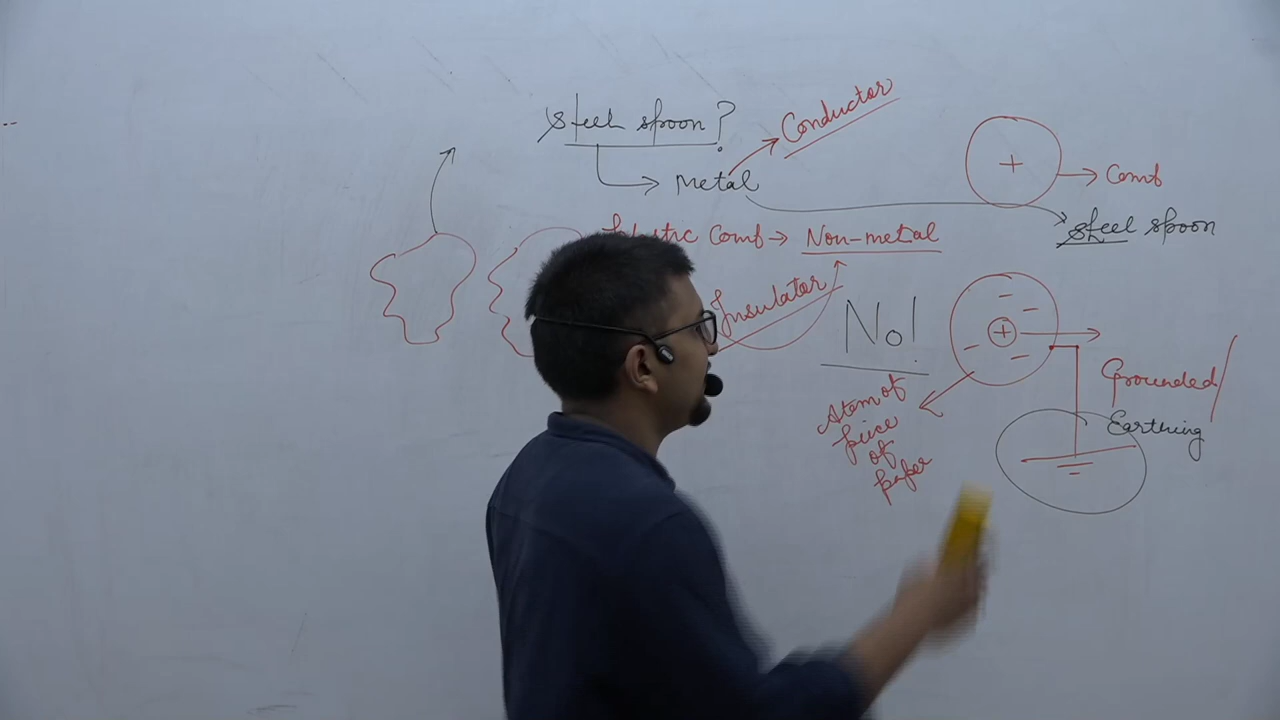 Steel spoon?
Conductor
Metal
+
Comb
Steel spoon
Plastic Comb → Non-metal
Insulator
No!
+
Grounded/
Earthing
Atom of
piece
of
paper